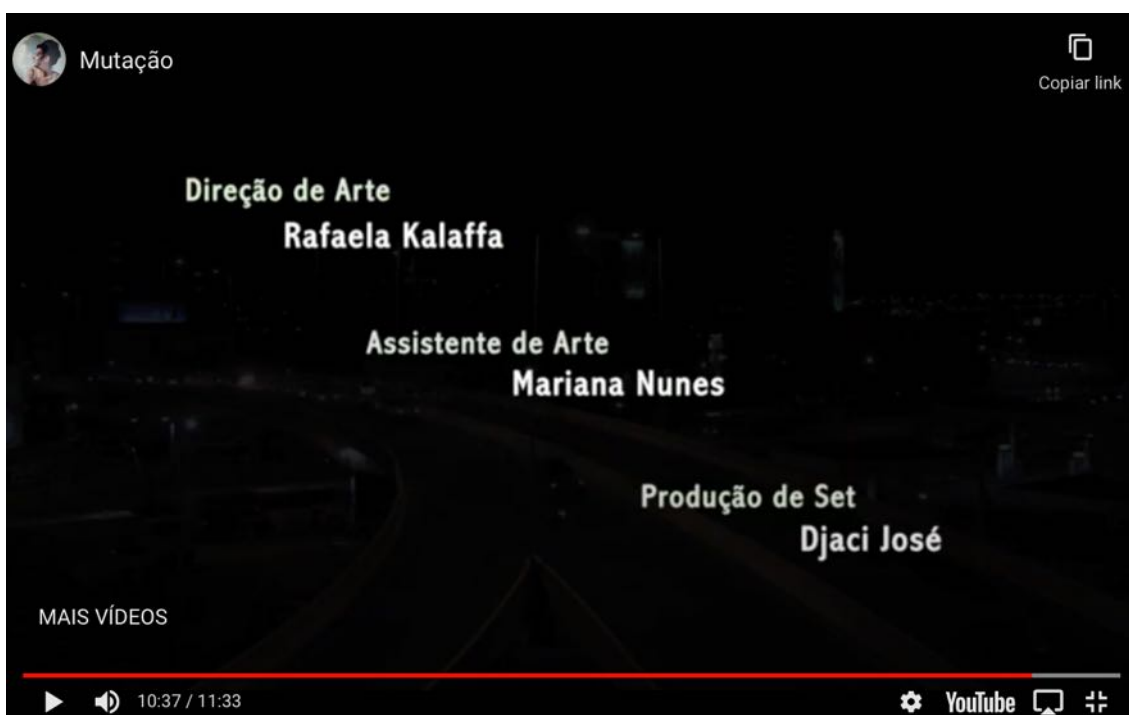 Mutação
Copiar link
Direção de Arte
Rafaela Kalaffa
Assistente de Arte
Mariana Nunes
Produção de Set
Djaci José
MAIS VÍDEOS
10:37 / 11:33
YouTube